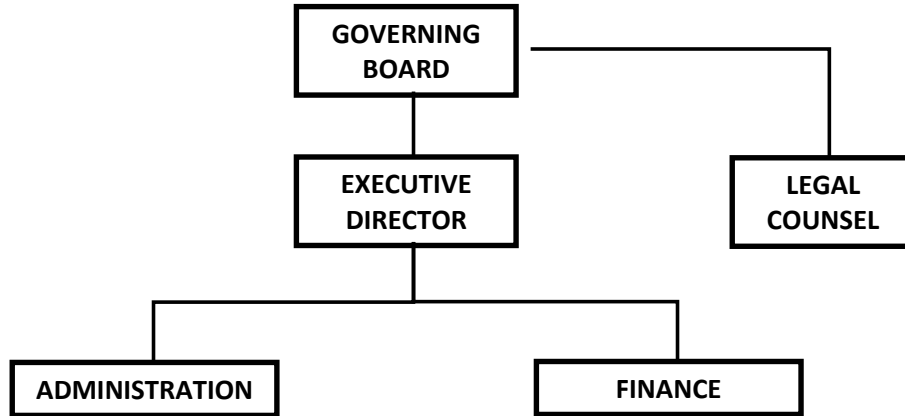 GOVERNING
BOARD
EXECUTIVE
DIRECTOR
LEGAL
COUNSEL
ADMINISTRATION
FINANCE